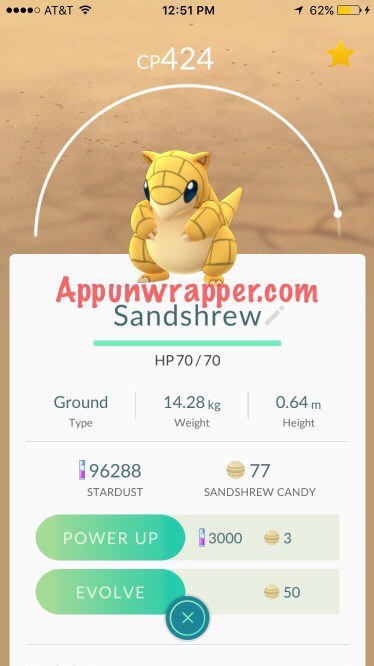 AT&T 12:51 PM 62%
CP424
Appunwrapper.com
Sandshrew
HP 70 / 70
Ground 14.28 kg 0.64 m
Type Weight Height
96288 77
STARDUST SANDSHREW CANDY
POWER UP 3000 3
EVOLVE 50